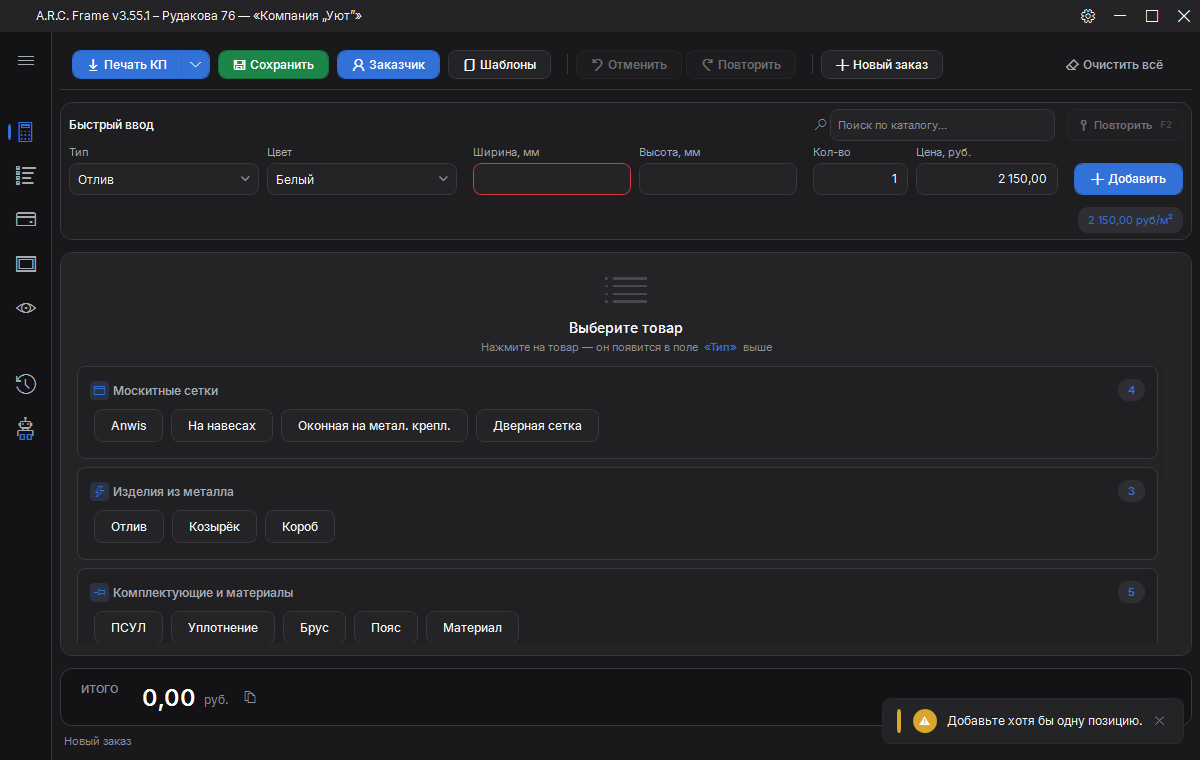 A.R.C. Frame v3.55.1 – Рудакова 76 — «Компания „Уют"»
Печать КП
Сохранить
Заказчик
Шаблоны
Отменить
Повторить
Новый заказ
Очистить всё
Быстрый ввод
Поиск по каталогу...
Повторить F2
Тип
Цвет
Ширина, мм
Высота, мм
Кол-во
Цена, руб.
Отлив
Белый
1
2 150,00
Добавить
2 150,00 руб/м²
Выберите товар
Нажмите на товар — он появится в поле «Тип» выше
Москитные сетки
4
Anwis
На навесах
Оконная на метал. крепл.
Дверная сетка
Изделия из металла
3
Отлив
Козырёк
Короб
Комплектующие и материалы
5
ПСУЛ
Уплотнение
Брус
Пояс
Материал
ИТОГО
0,00 руб.
Добавьте хотя бы одну позицию.
Новый заказ